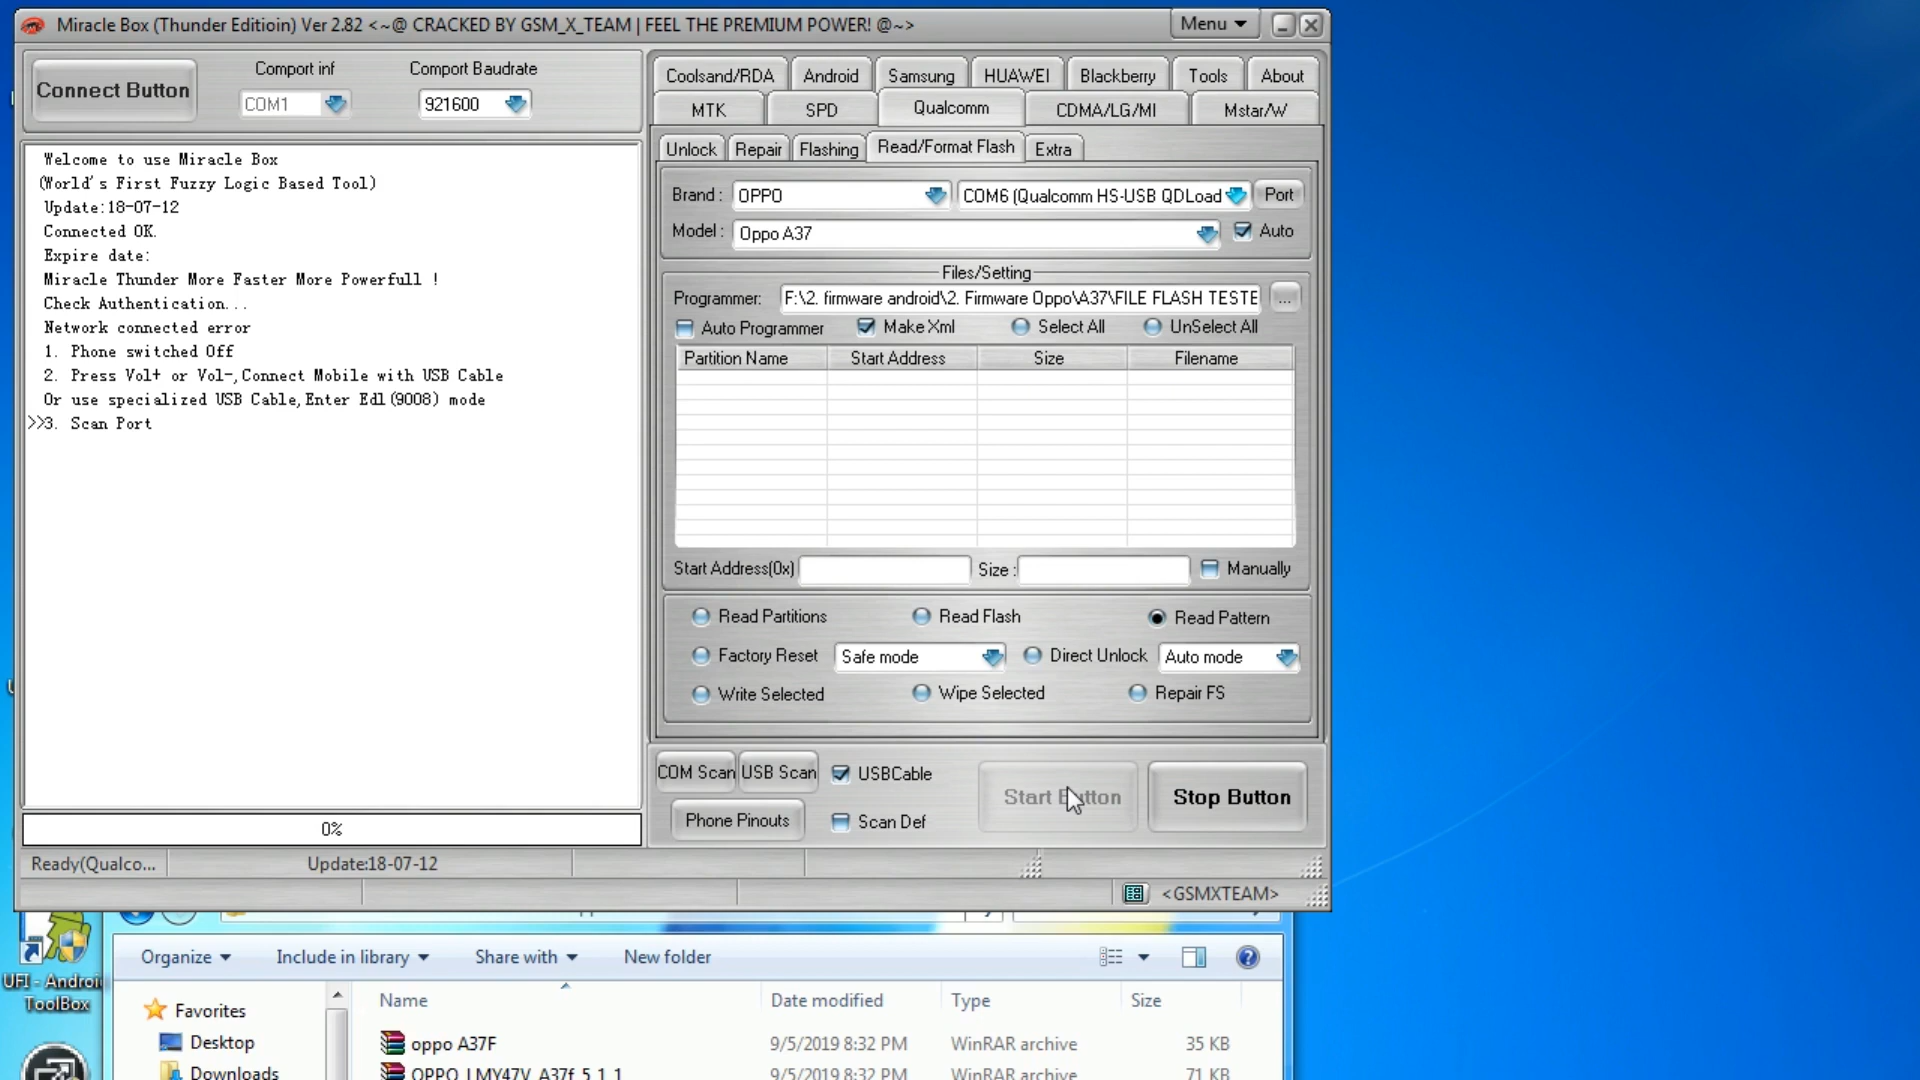 Miracle Box (Thunder Editioin) Ver 2.82 <~@ CRACKED BY GSM_X_TEAM | FEEL THE PREMIUM POWER! @~>
Menu
Connect Button
Comport inf
Comport Baudrate
COM1
921600
Welcome to use Miracle Box
(World's First Fuzzy Logic Based Tool)
Update:18-07-12
Connected OK.
Expire date:
Miracle Thunder More Faster More Powerfull !
Check Authentication...
Network connected error
1. Phone switched Off
2. Press Vol+ or Vol-,Connect Mobile with USB Cable
Or use specialized USB Cable,Enter Edl(9008) mode
>>3. Scan Port
0%
Ready(Qualco...
Update:18-07-12
Coolsand/RDA
Android
Samsung
HUAWEI
Blackberry
Tools
About
MTK
SPD
Qualcomm
CDMA/LG/MI
Mstar/W
Unlock
Repair
Flashing
Read/Format Flash
Extra
Brand :
OPPO
COM6 (Qualcomm HS-USB QDLoad
Port
Model :
Oppo A37
Auto
Files/Setting
Programmer:
F:\2. firmware android\2. Firmware Oppo\A37\FILE FLASH TESTE
...
Auto Programmer
Make Xml
Select All
UnSelect All
Partition Name
Start Address
Size
Filename
Start Address(0x)
Size :
Manually
Read Partitions
Read Flash
Read Pattern
Factory Reset
Safe mode
Direct Unlock
Auto mode
Write Selected
Wipe Selected
Repair FS
COM Scan
USB Scan
USBCable
Start Button
Stop Button
Phone Pinouts
Scan Def
<GSMXTEAM>
UFI - Androi
ToolBox
Organize
Include in library
Share with
New folder
Favorites
Desktop
Downloads
Name
Date modified
Type
Size
oppo A37F
9/5/2019 8:32 PM
WinRAR archive
35 KB
OPPO_LMY47V_A37f_5_1_1
9/5/2019 8:32 PM
WinRAR archive
71 KB